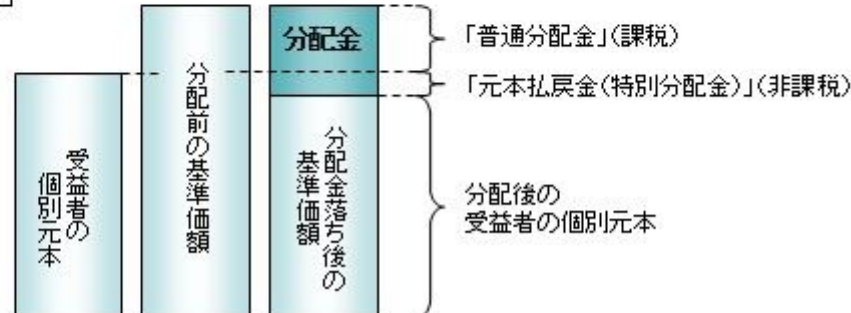 分配金
「普通分配金」(課税)
「元本払戻金(特別分配金)」(非課税)
受益者の
個別元本
分配前の基準価額
分配金落ち後の
基準価額
分配後の
受益者の個別元本